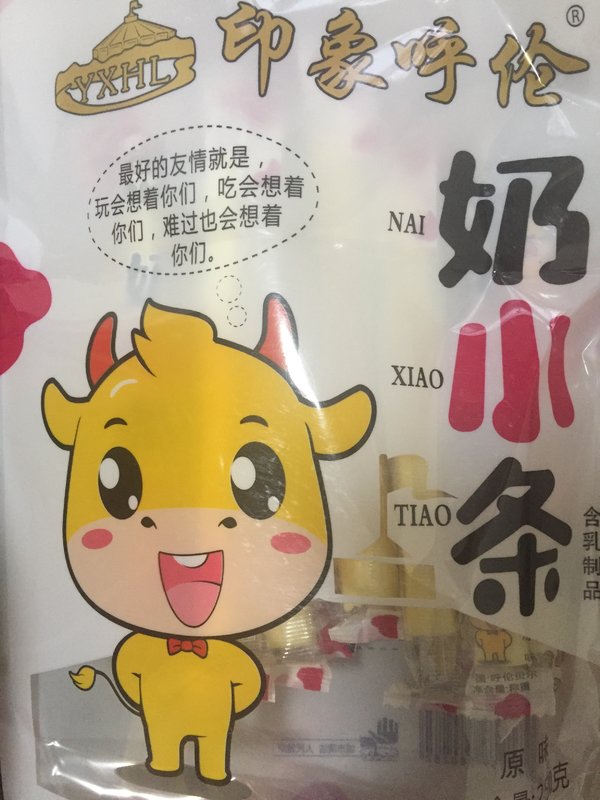 YXHL
印象呼伦®
最好的友情就是，
玩会想着你们，吃会想着
你们，难过也会想着
你们。
NAI
奶
XIAO
小
TIAO
条
含乳制品
原味